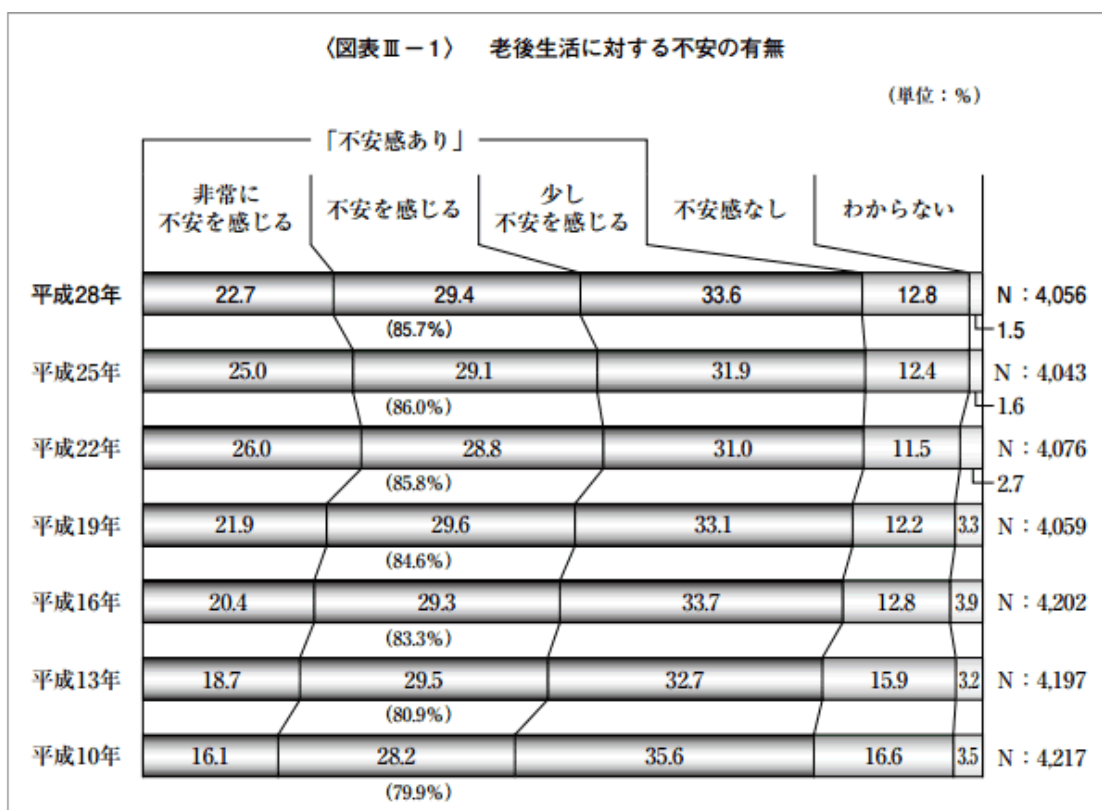 〈図表Ⅲ－1〉 老後生活に対する不安の有無
（単位：％）
「不安感あり」
非常に
不安を感じる
不安を感じる
少し
不安を感じる
不安感なし
わからない
平成28年 22.7 29.4 33.6 12.8 N：4,056
(85.7%) 1.5
平成25年 25.0 29.1 31.9 12.4 N：4,043
(86.0%) 1.6
平成22年 26.0 28.8 31.0 11.5 N：4,076
(85.8%) 2.7
平成19年 21.9 29.6 33.1 12.2 3.3 N：4,059
(84.6%)
平成16年 20.4 29.3 33.7 12.8 3.9 N：4,202
(83.3%)
平成13年 18.7 29.5 32.7 15.9 3.2 N：4,197
(80.9%)
平成10年 16.1 28.2 35.6 16.6 3.5 N：4,217
(79.9%)